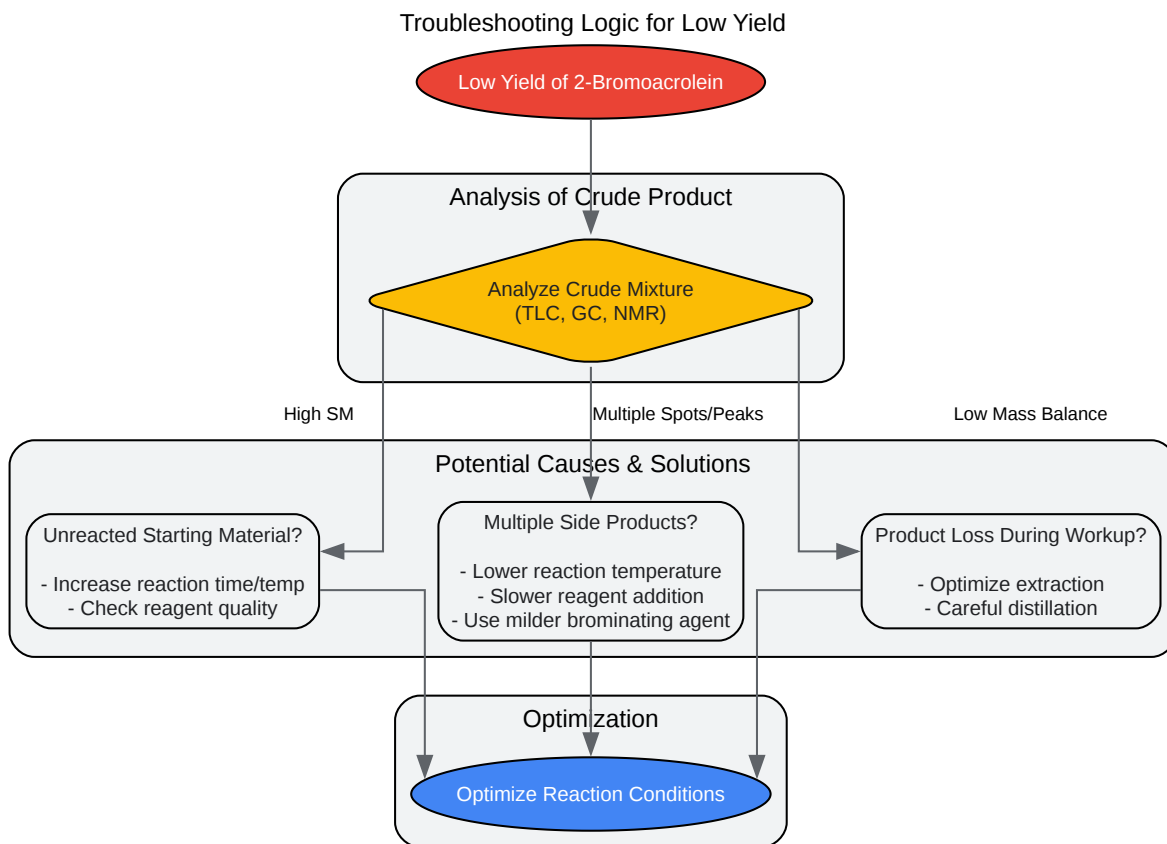 Troubleshooting Logic for Low Yield
Low Yield of 2-Bromoacrolein
Analysis of Crude Product
Analyze Crude Mixture
(TLC, GC, NMR)
High SM
Multiple Spots/Peaks
Low Mass Balance
Potential Causes & Solutions
Unreacted Starting Material?
- Increase reaction time/temp
- Check reagent quality
Multiple Side Products?
- Lower reaction temperature
- Slower reagent addition
- Use milder brominating agent
Product Loss During Workup?
- Optimize extraction
- Careful distillation
Optimization
Optimize Reaction Conditions